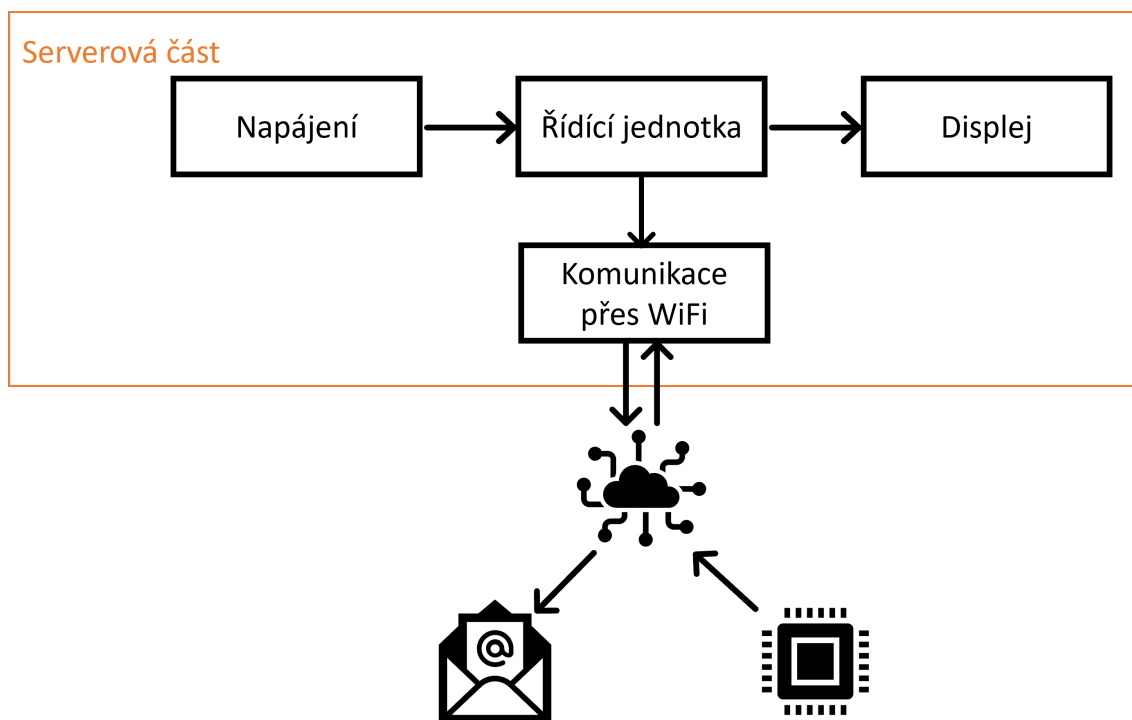 Serverová část
Napájení
Řídící jednotka
Displej
Komunikace
přes WiFi
@